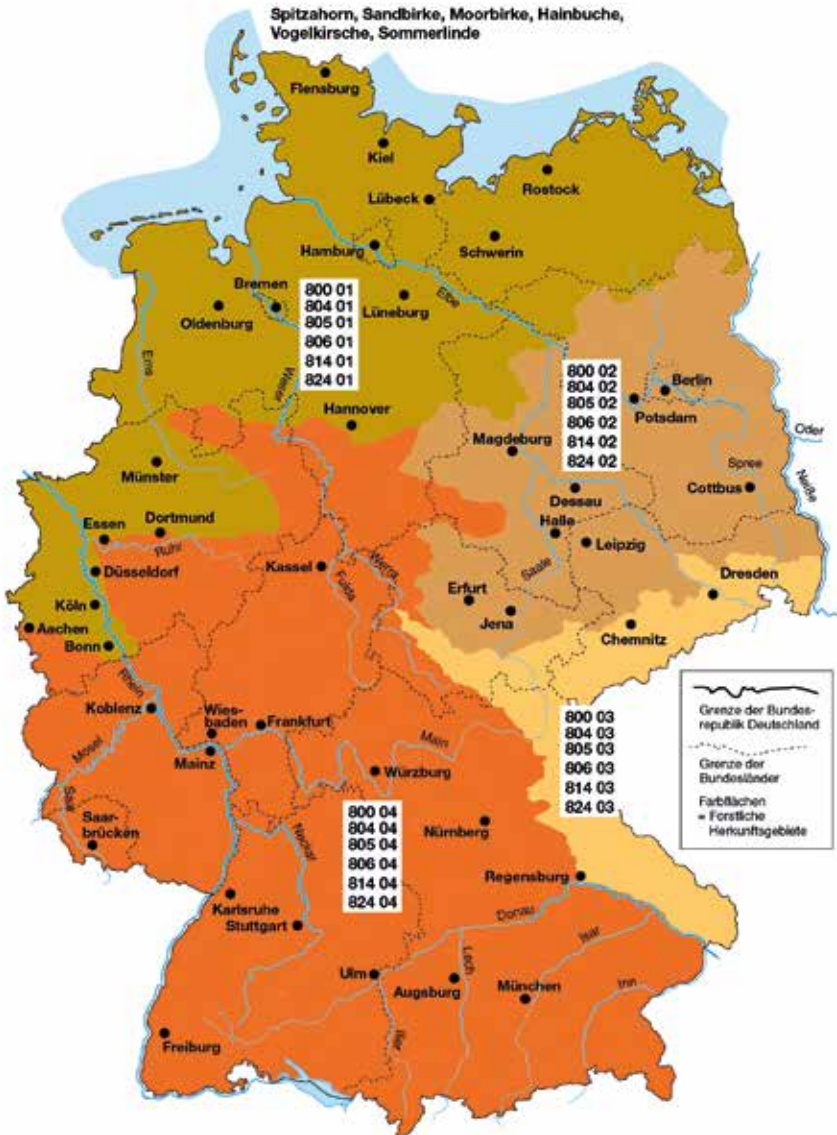 Spitzahorn, Sandbirke, Moorbirke, Hainbuche,
Vogelkirsche, Sommerlinde
Flensburg
Kiel
Rostock
Lübeck
Hamburg
Schwerin
Bremen
Oldenburg
Lüneburg
Elbe
Ems
Weser
800 01
804 01
805 01
806 01
814 01
824 01
Hannover
800 02
804 02
805 02
806 02
814 02
824 02
Berlin
Potsdam
Oder
Magdeburg
Münster
Spree
Neiße
Cottbus
Dessau
Essen
Dortmund
Halle
Ruhr
Leipzig
Düsseldorf
Kassel
Werra
Fulda
Saale
Dresden
Erfurt
Köln
Jena
Chemnitz
Aachen
Bonn
Rhein
Koblenz
Wies-
baden
Frankfurt
Mosel
Mainz
Main
800 03
804 03
805 03
806 03
814 03
824 03
Grenze der Bundes-
republik Deutschland
Grenze der
Bundesländer
Farbflächen
= Forstliche
Herkunftsgebiete
Würzburg
Saar
Saar-
brücken
800 04
804 04
805 04
806 04
814 04
824 04
Nürnberg
Neckar
Regensburg
Karlsruhe
Stuttgart
Donau
Isar
Lech
Ulm
Augsburg
München
Inn
Iller
Freiburg